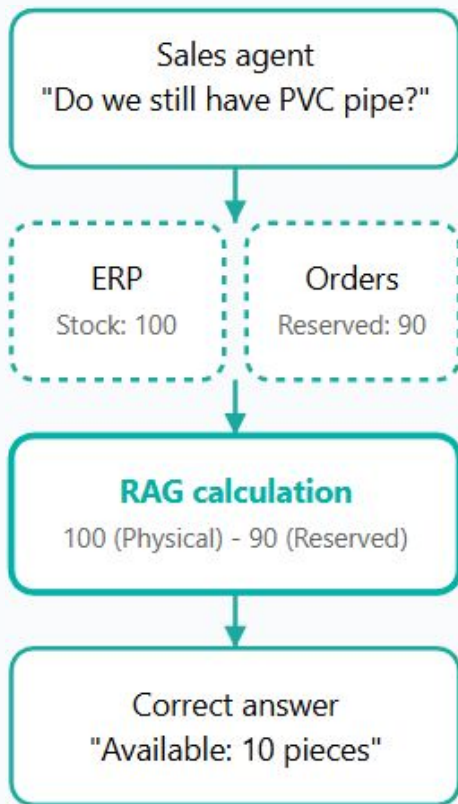 Sales agent
"Do we still have PVC pipe?"
ERP
Stock: 100
Orders
Reserved: 90
RAG calculation
100 (Physical) - 90 (Reserved)
Correct answer
"Available: 10 pieces"